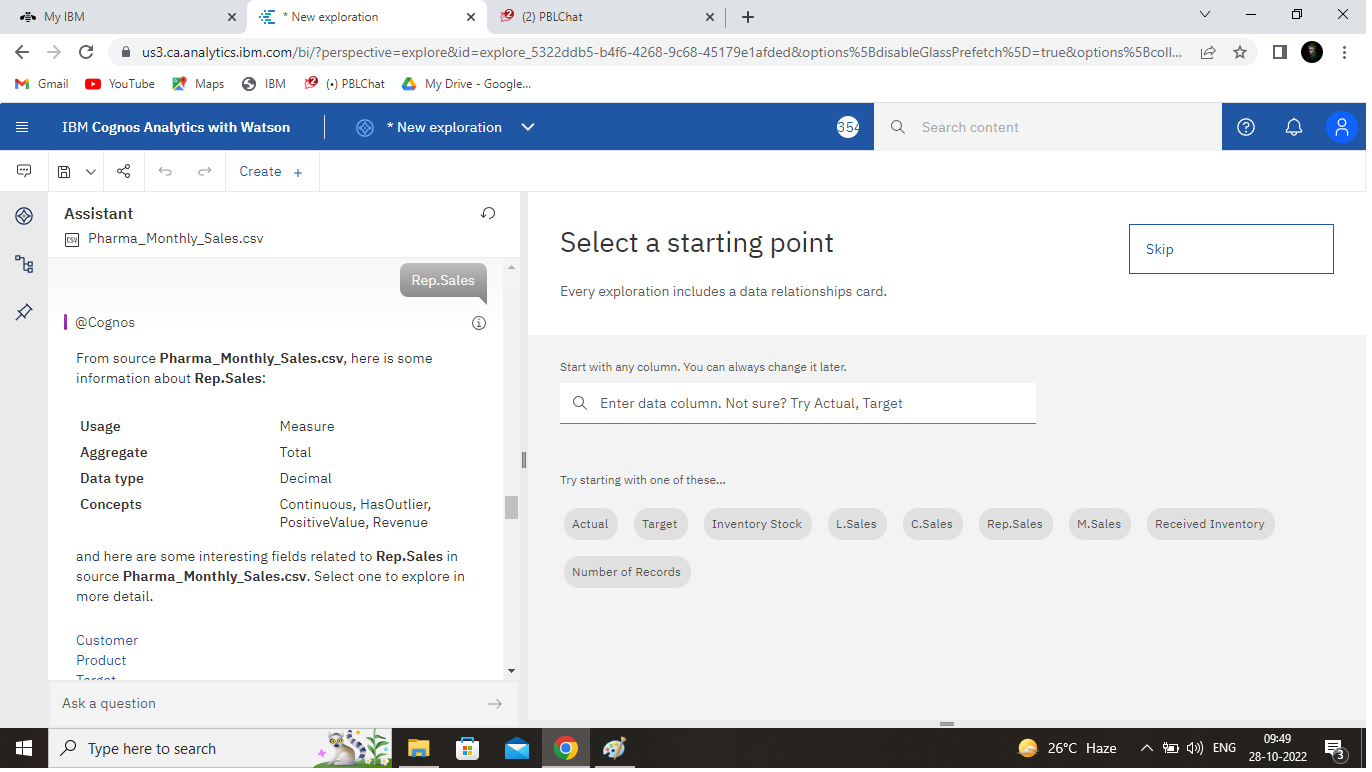 My IBM
* New exploration
(2) PBLChat
us3.ca.analytics.ibm.com/bi/?perspective=explore&id=explore_5322ddb5-b4f6-4268-9c68-45179e1afded&options%5BdisableGlassPrefetch%5D=true&options%5Bcoll...
Gmail
YouTube
Maps
IBM
(•) PBLChat
My Drive - Google...
IBM Cognos Analytics with Watson
* New exploration
354
Search content
Create +
Assistant
CSV Pharma_Monthly_Sales.csv
Rep.Sales
@Cognos
From source Pharma_Monthly_Sales.csv, here is some
information about Rep.Sales:
Usage Measure
Aggregate Total
Data type Decimal
Concepts Continuous, HasOutlier,
PositiveValue, Revenue
and here are some interesting fields related to Rep.Sales in
source Pharma_Monthly_Sales.csv. Select one to explore in
more detail.
Customer
Product
Target
Ask a question
Select a starting point
Skip
Every exploration includes a data relationships card.
Start with any column. You can always change it later.
Enter data column. Not sure? Try Actual, Target
Try starting with one of these...
Actual
Target
Inventory Stock
L.Sales
C.Sales
Rep.Sales
M.Sales
Received Inventory
Number of Records
Type here to search
26°C Haze
ENG
09:49
28-10-2022
3